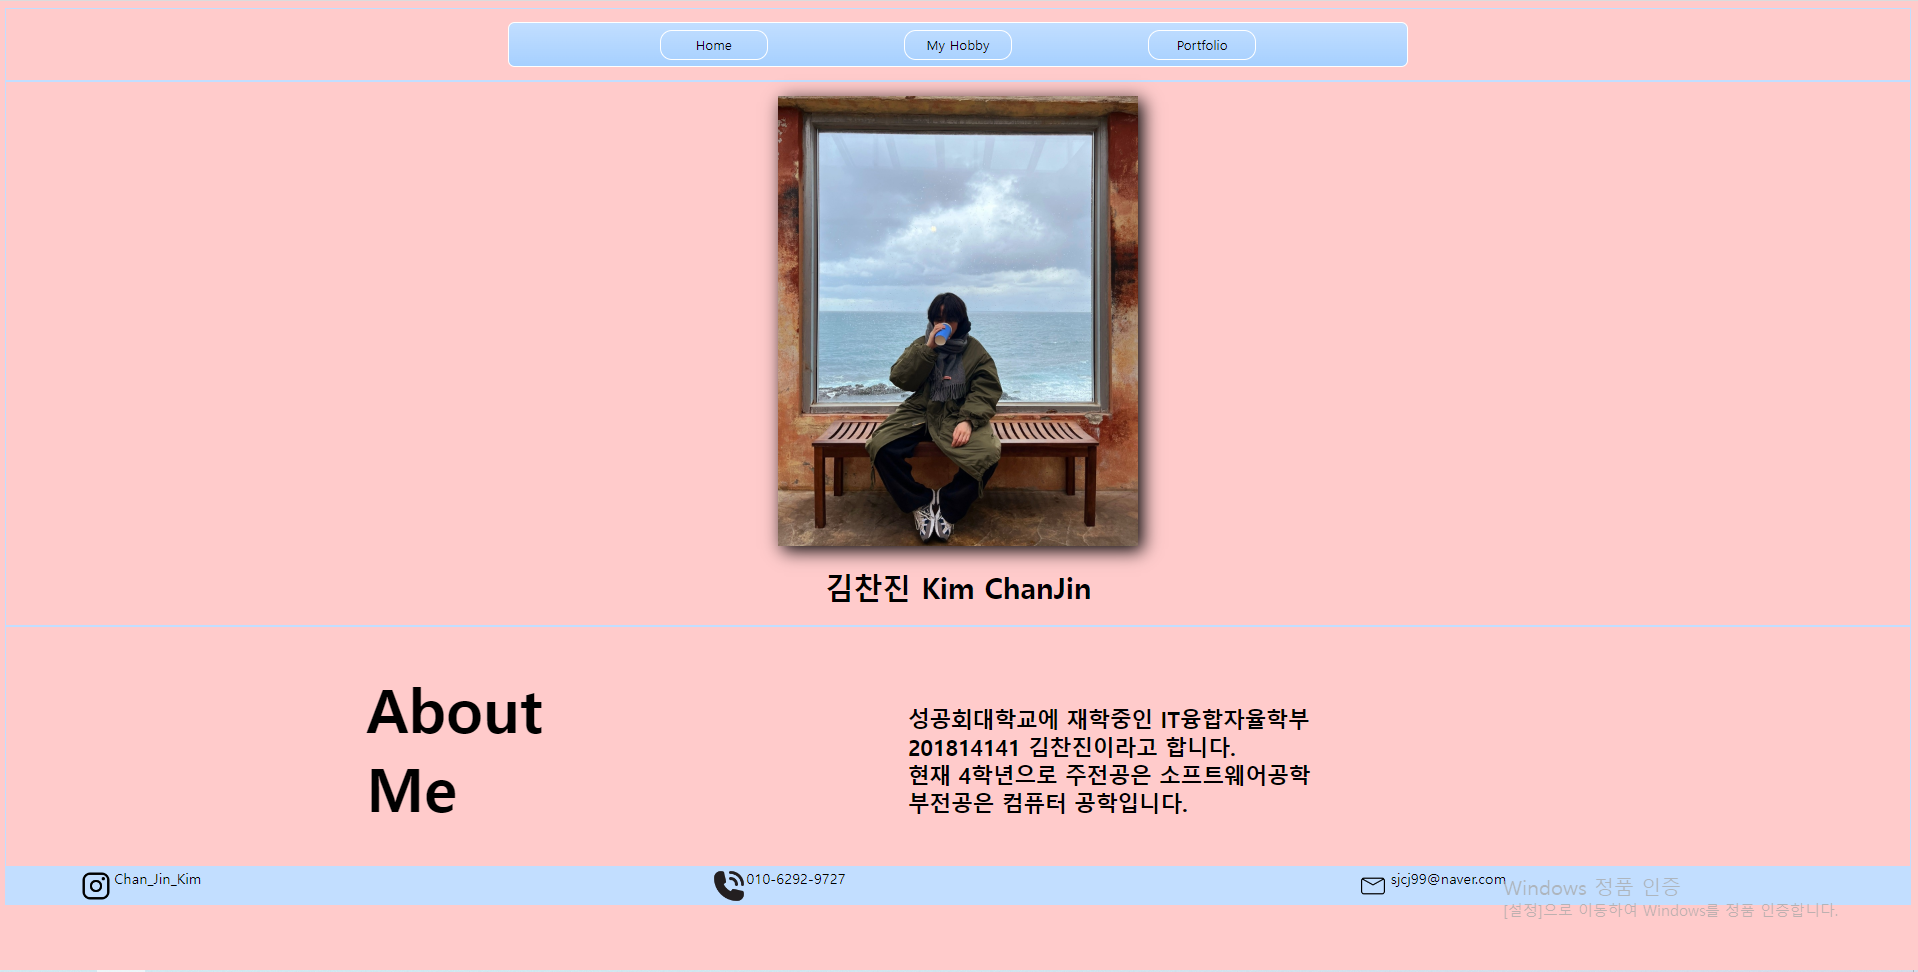 Home
My Hobby
Portfolio
김찬진 Kim ChanJin
About
Me
성공회대학교에 재학중인 IT융합자율학부
201814141 김찬진이라고 합니다.
현재 4학년으로 주전공은 소프트웨어공학
부전공은 컴퓨터 공학입니다.
Chan_Jin_Kim
010-6292-9727
sjcj99@naver.com
Windows 정품 인증
[설정]으로 이동하여 Windows를 정품 인증합니다.